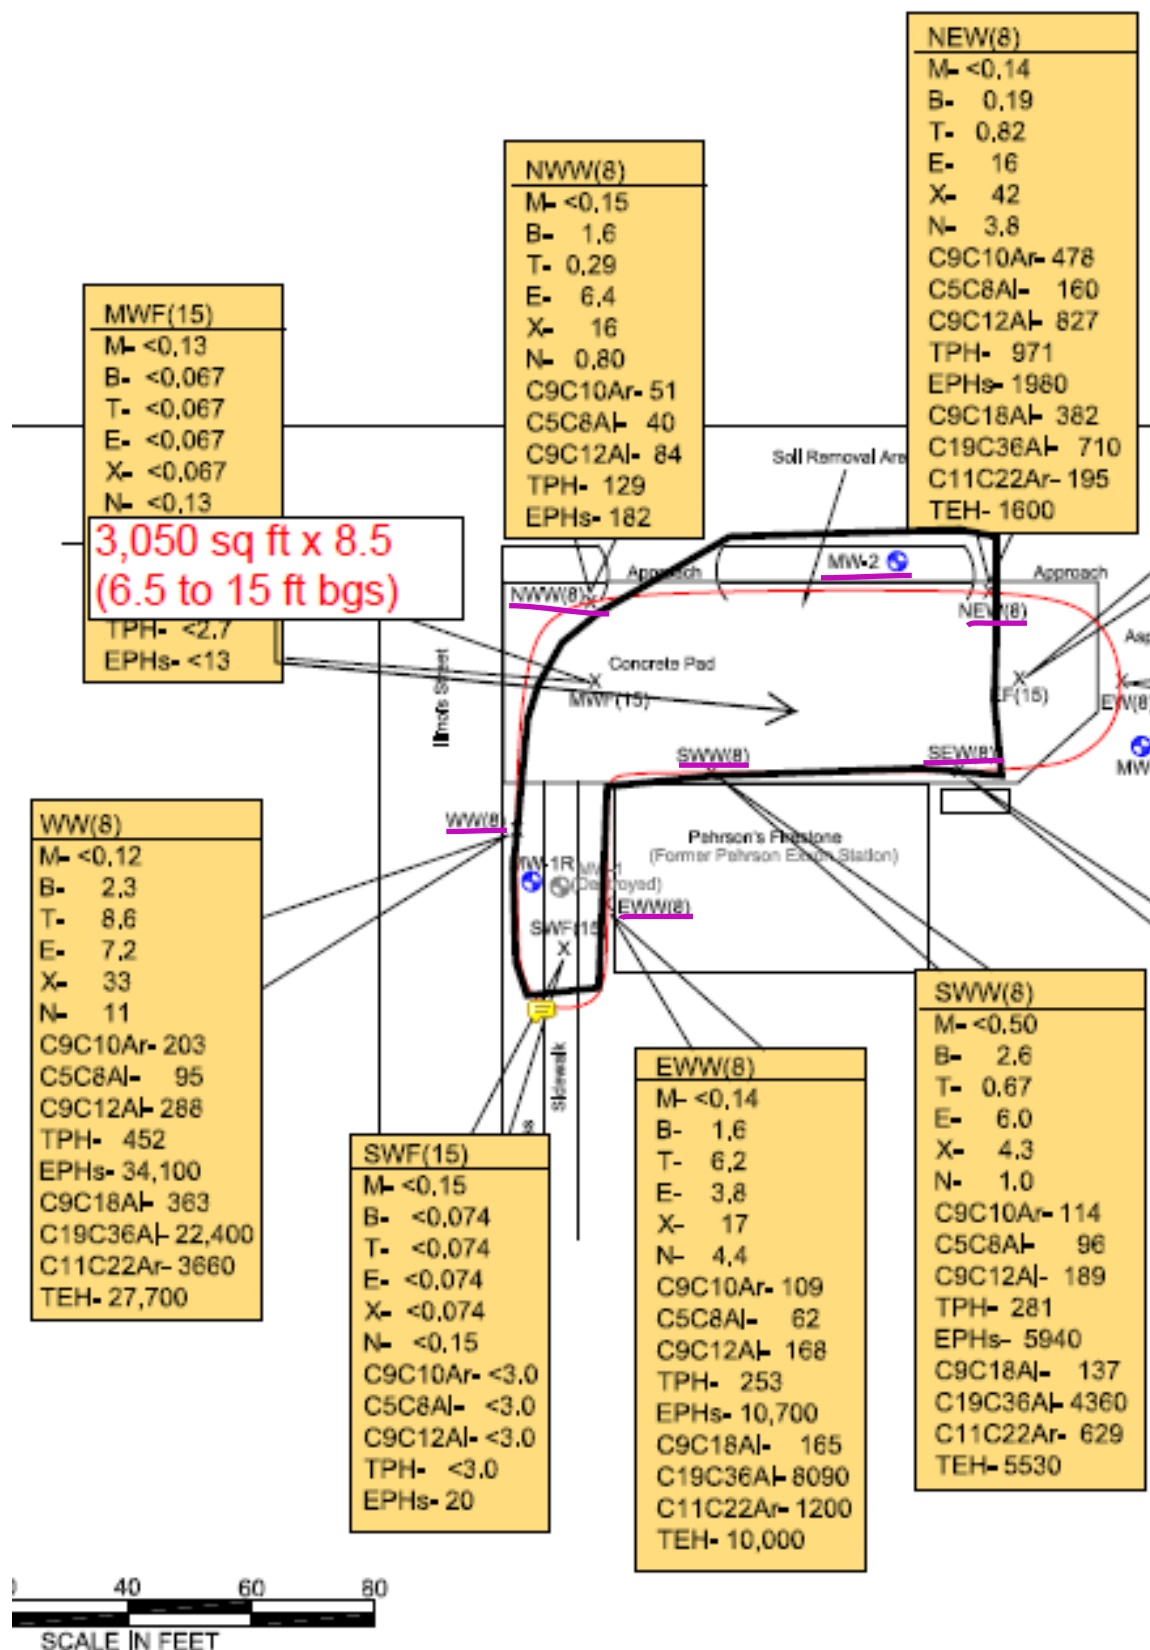 NEW(8)
M- <0.14
B- 0.19
T- 0.82
E- 16
X- 42
N- 3.8
C9C10Ar- 478
C5C8Al- 160
C9C12Al- 827
TPH- 971
EPHs- 1980
C9C18Al- 382
C19C36Al- 710
C11C22Ar- 195
TEH- 1600
NWW(8)
M- <0.15
B- 1.6
T- 0.29
E- 6.4
X- 16
N- 0.80
C9C10Ar- 51
C5C8Al- 40
C9C12Al- 84
TPH- 129
EPHs- 182
MWF(15)
M- <0.13
B- <0.067
T- <0.067
E- <0.067
X- <0.067
N- <0.13
3,050 sq ft x 8.5
(6.5 to 15 ft bgs)
TPH- <2.7
EPHs- <13
Soil Removal Are
MW-2
Approach
Approach
NWW(8)
NEW(8)
Concrete Pad
MWF(15)
EF(15)
EW(8)
Illinois Street
SWW(8)
SEW(8)
MW
WW(8)
Pehrson's Firestone
(Former Pehrson Exxon Station)
MW-1R
MW-1
(Destroyed)
EWW(8)
SWF(15)
Sidewalk
WW(8)
M- <0.12
B- 2.3
T- 8.6
E- 7.2
X- 33
N- 11
C9C10Ar- 203
C5C8Al- 95
C9C12Al- 288
TPH- 452
EPHs- 34,100
C9C18Al- 363
C19C36Al- 22,400
C11C22Ar- 3660
TEH- 27,700
SWF(15)
M- <0.15
B- <0.074
T- <0.074
E- <0.074
X- <0.074
N- <0.15
C9C10Ar- <3.0
C5C8Al- <3.0
C9C12Al- <3.0
TPH- <3.0
EPHs- 20
EWW(8)
M- <0.14
B- 1.6
T- 6.2
E- 3.8
X- 17
N- 4.4
C9C10Ar- 109
C5C8Al- 62
C9C12Al- 168
TPH- 253
EPHs- 10,700
C9C18Al- 165
C19C36Al- 8090
C11C22Ar- 1200
TEH- 10,000
SWW(8)
M- <0.50
B- 2.6
T- 0.67
E- 6.0
X- 4.3
N- 1.0
C9C10Ar- 114
C5C8Al- 96
C9C12Al- 189
TPH- 281
EPHs- 5940
C9C18Al- 137
C19C36Al- 4360
C11C22Ar- 629
TEH- 5530
40 60 80
SCALE IN FEET